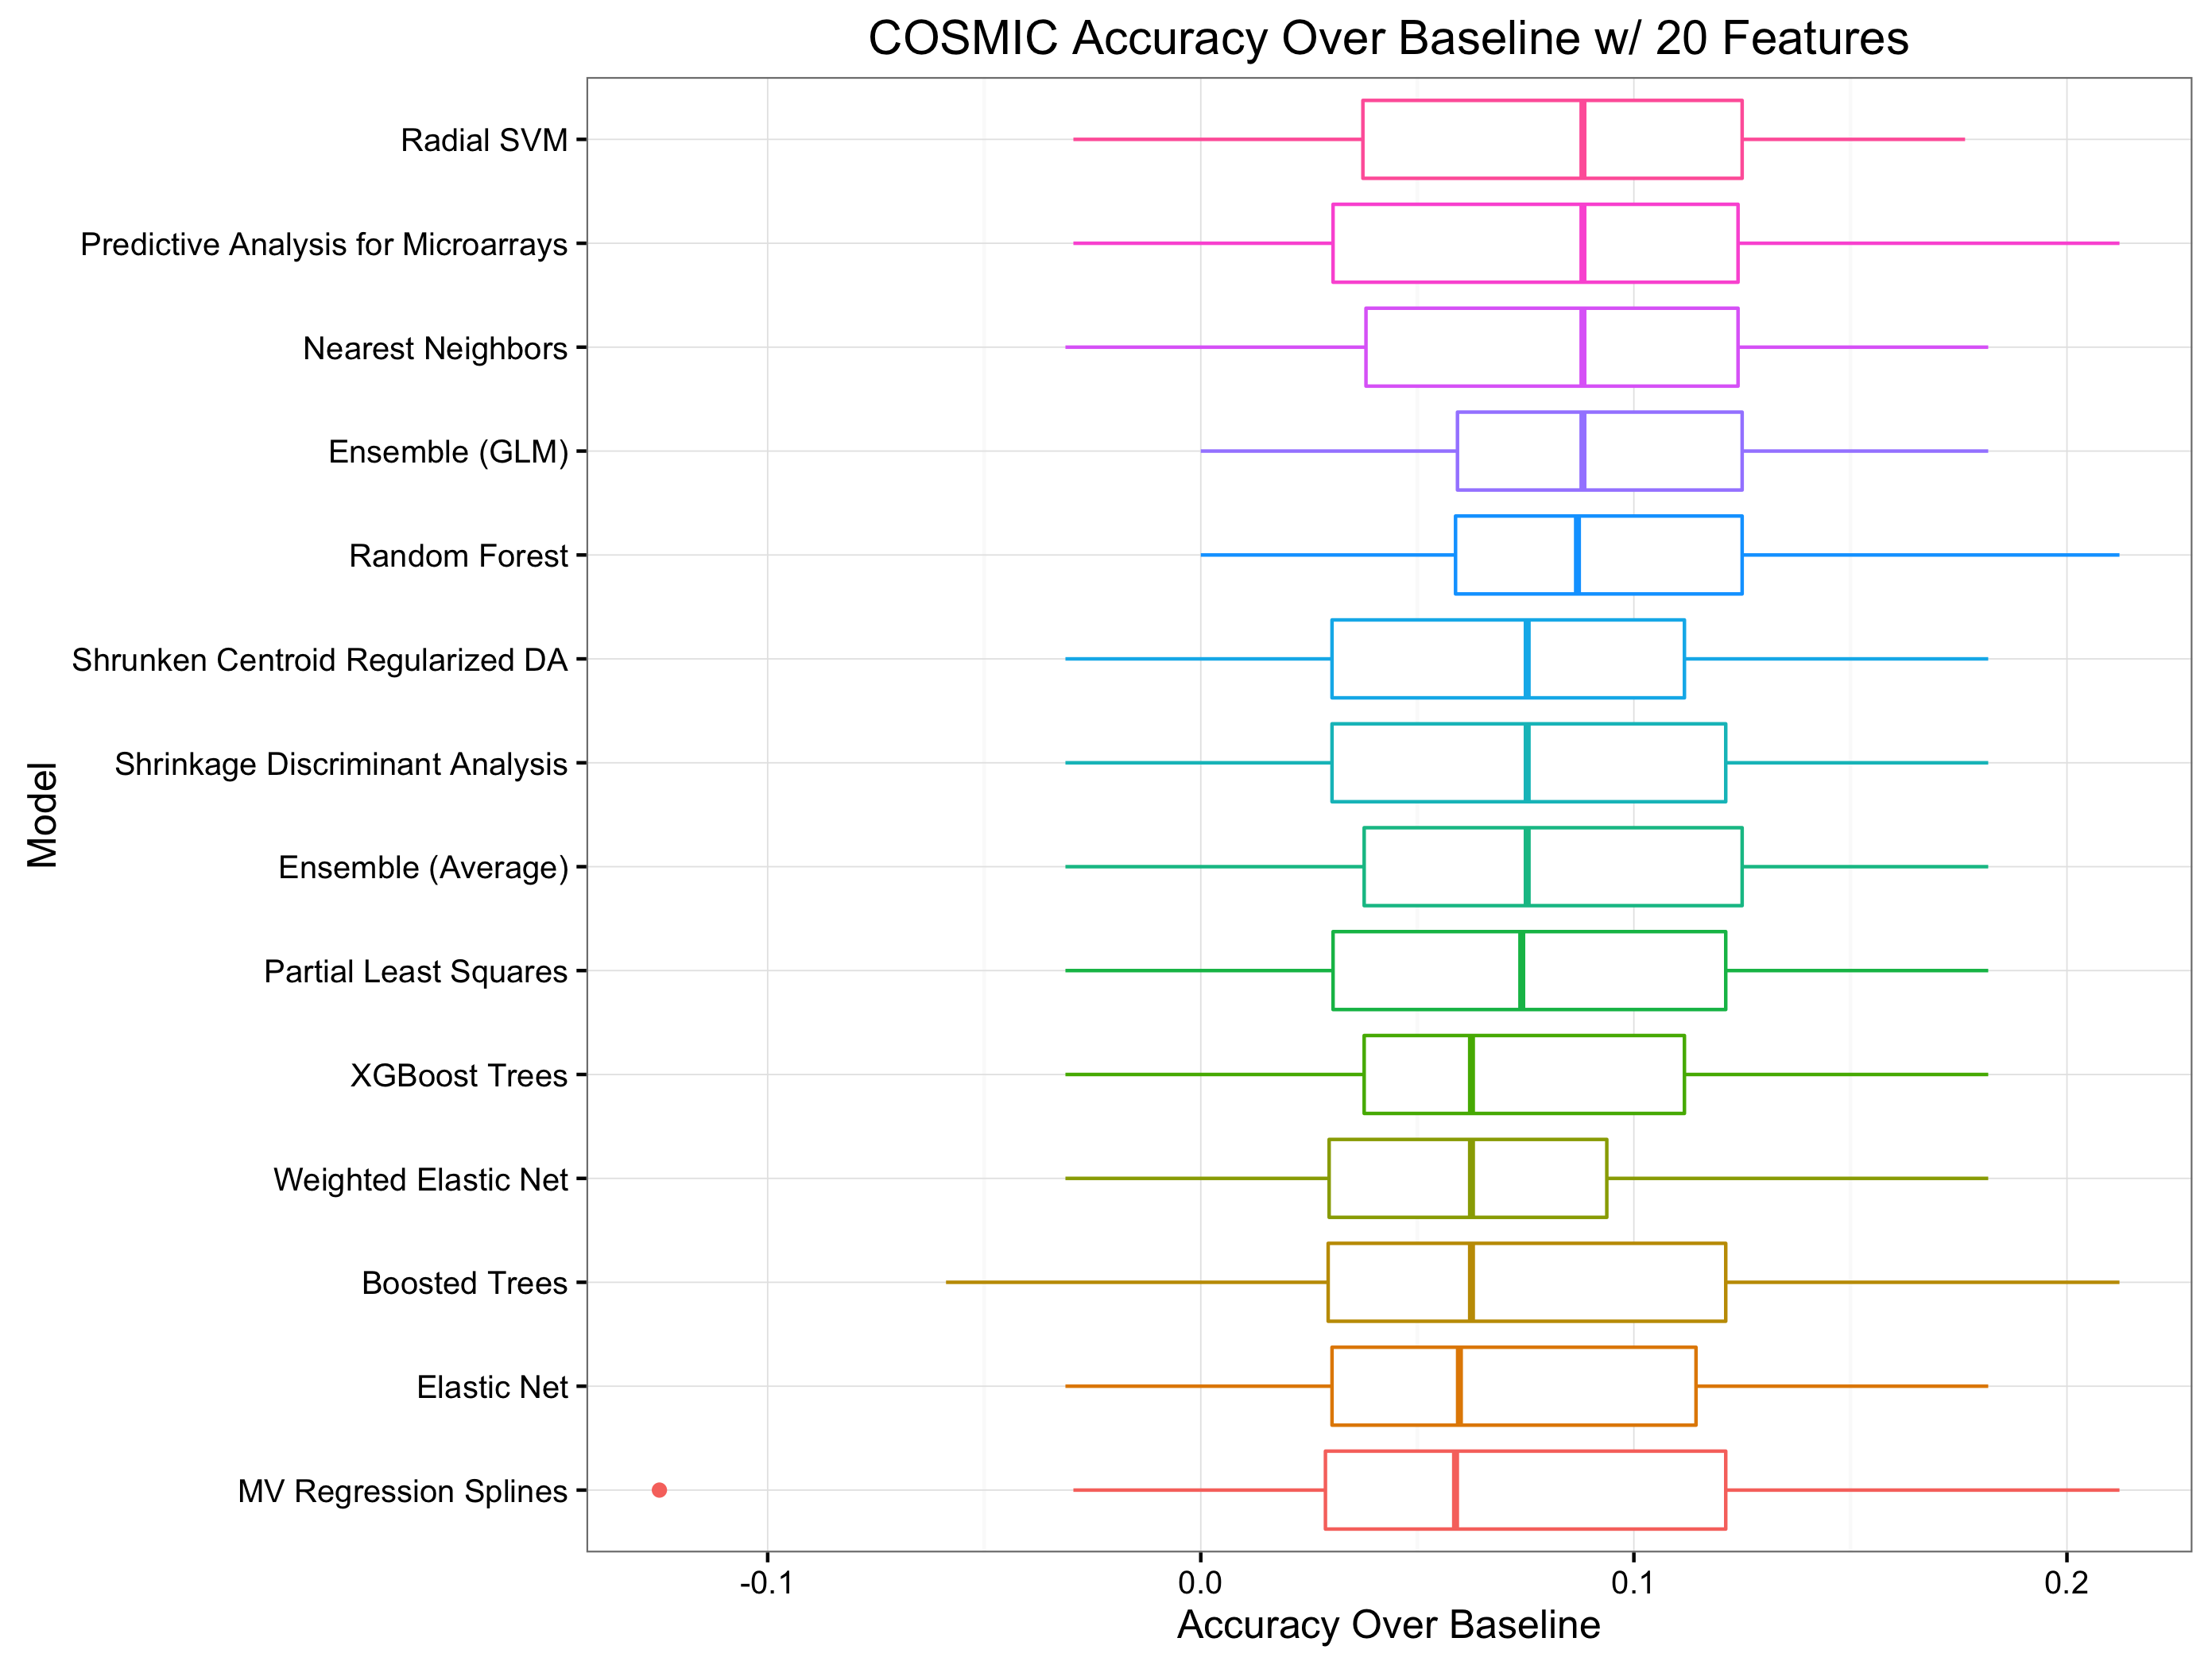 COSMIC Accuracy Over Baseline w/ 20 Features
Radial SVM
Predictive Analysis for Microarrays
Nearest Neighbors
Ensemble (GLM)
Random Forest
Shrunken Centroid Regularized DA
Shrinkage Discriminant Analysis
Ensemble (Average)
Partial Least Squares
XGBoost Trees
Weighted Elastic Net
Boosted Trees
Elastic Net
MV Regression Splines
Model
-0.1 0.0 0.1 0.2
Accuracy Over Baseline